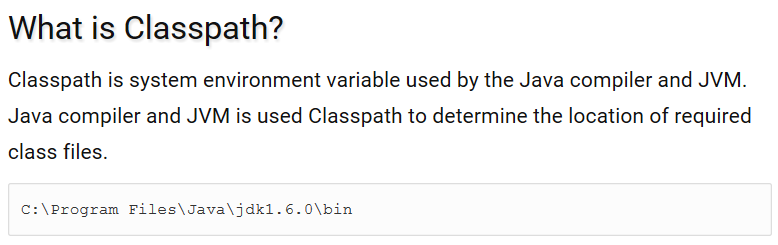 What is Classpath?
Classpath is system environment variable used by the Java compiler and JVM.
Java compiler and JVM is used Classpath to determine the location of required
class files.
C:\Program Files\Java\jdk1.6.0\bin